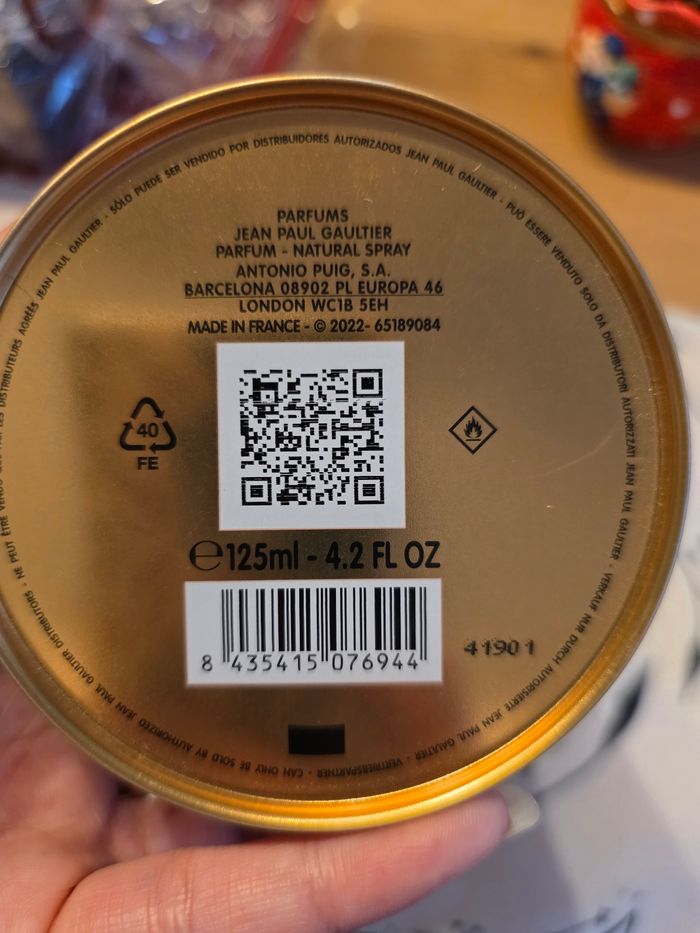 NE PEUT ÊTRE VENDU QUE PAR LES DISTRIBUTEURS AGRÉÉS JEAN PAUL GAULTIER - SÓLO PUEDE SER VENDIDO POR DISTRIBUIDORES AUTORIZADOS JEAN PAUL GAULTIER - PUÒ ESSERE VENDUTO SOLO DA DISTRIBUTORI AUTORIZZATI JEAN PAUL GAULTIER - VERKAUF NUR DURCH AUTORISIERTE JEAN PAUL GAULTIER - VERTRIEBSPARTNER - CAN ONLY BE SOLD BY AUTHORIZED JEAN PAUL GAULTIER DISTRIBUTORS -
PARFUMS
JEAN PAUL GAULTIER
PARFUM - NATURAL SPRAY
ANTONIO PUIG, S.A.
BARCELONA 08902 PL EUROPA 46
LONDON WC1B 5EH
MADE IN FRANCE - © 2022- 65189084
40
FE
℮125ml - 4.2 FL OZ
8 435415 076944
41901